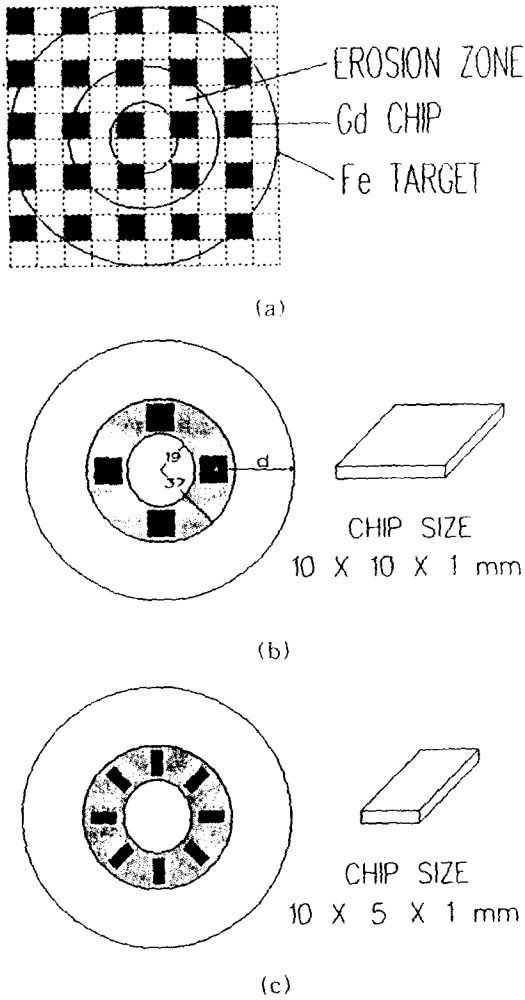 EROSION ZONE
Gd CHIP
Fe TARGET
(a)
19
37
d
CHIP SIZE
10 X 10 X 1 mm
(b)
CHIP SIZE
10 X 5 X 1 mm
(c)